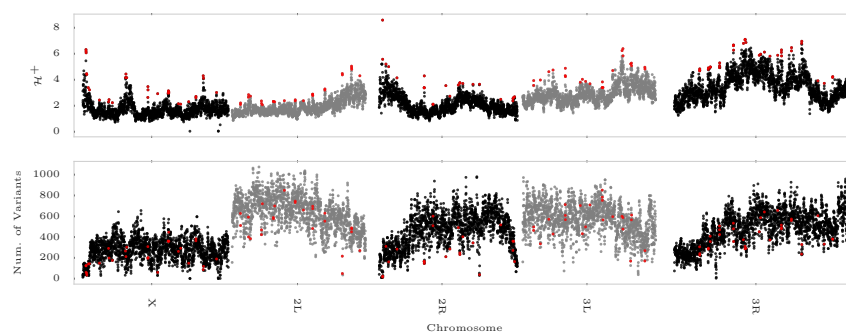 8
6
4
2
0
ℋ+
1000
800
600
400
200
0
Num. of Variants
X
2L
2R
3L
3R
Chromosome